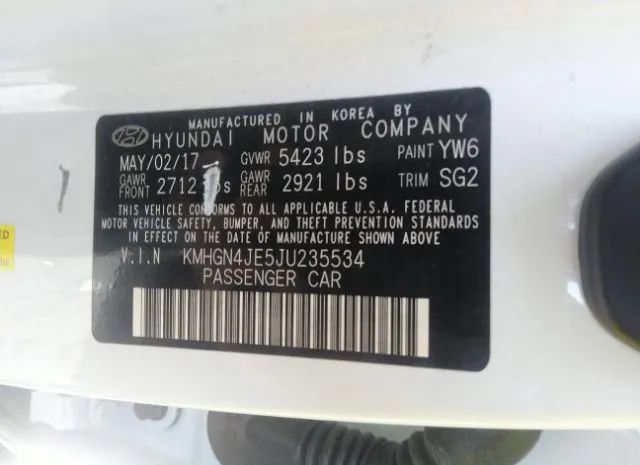 MANUFACTURED IN KOREA BY
HYUNDAI MOTOR COMPANY
MAY/02/17 GVWR 5423 lbs PAINT YW6
GAWR FRONT 2712 lbs GAWR REAR 2921 lbs TRIM SG2
THIS VEHICLE CONFORMS TO ALL APPLICABLE U.S.A. FEDERAL
MOTOR VEHICLE SAFETY, BUMPER, AND THEFT PREVENTION STANDARDS
IN EFFECT ON THE DATE OF MANUFACTURE SHOWN ABOVE
V.I.N KMHGN4JE5JU235534
PASSENGER CAR